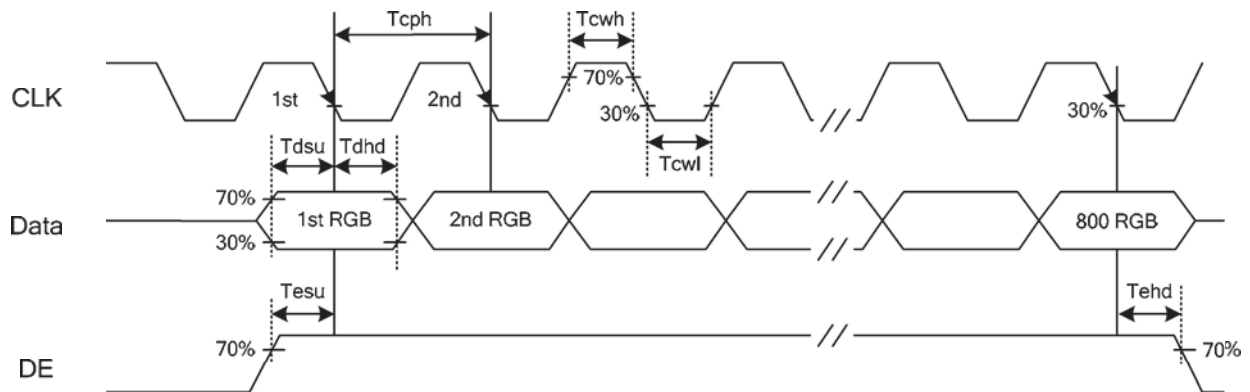 Tcph
Tcwh
CLK
1st
2nd
70%
30%
30%
Tdsu
Tdhd
Tcwl
Data
70%
30%
1st RGB
2nd RGB
800 RGB
Tesu
Tehd
DE
70%
70%